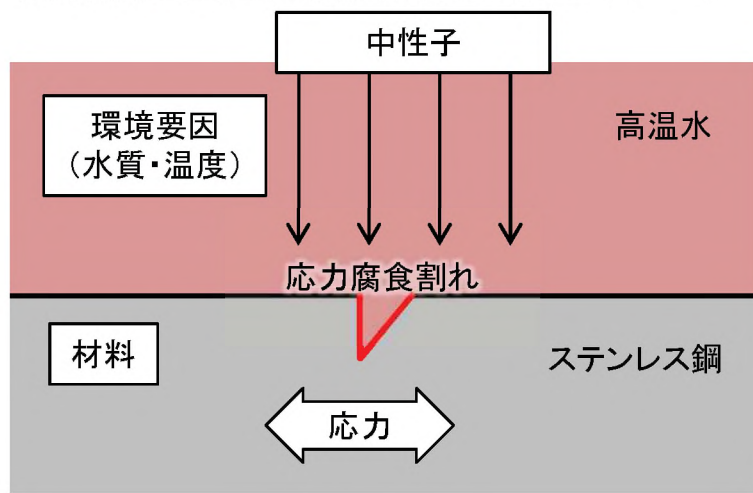 中性子
環境要因
（水質・温度）
高温水
応力腐食割れ
材料
ステンレス鋼
応力